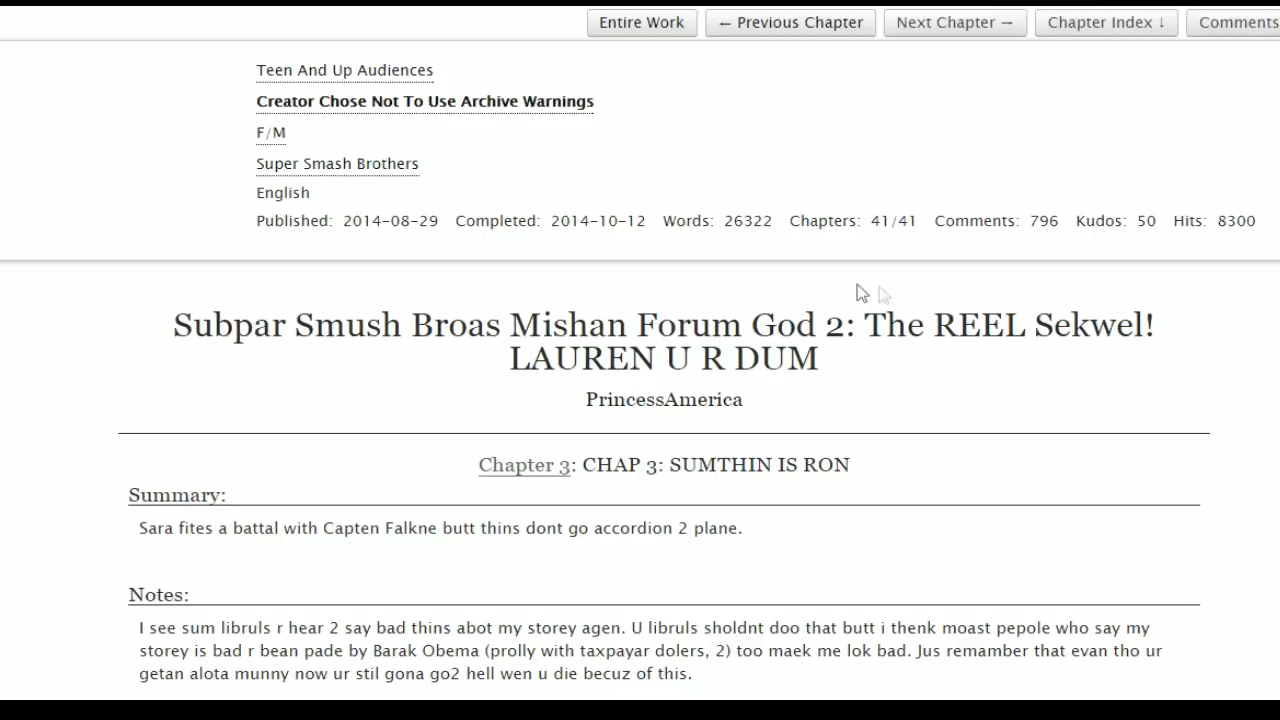 Entire Work ← Previous Chapter Next Chapter → Chapter Index ↓ Comments
Teen And Up Audiences
Creator Chose Not To Use Archive Warnings
F/M
Super Smash Brothers
English
Published: 2014-08-29 Completed: 2014-10-12 Words: 26322 Chapters: 41/41 Comments: 796 Kudos: 50 Hits: 8300
Subpar Smush Broas Mishan Forum God 2: The REEL Sekwel!
LAUREN U R DUM
PrincessAmerica
Chapter 3: CHAP 3: SUMTHIN IS RON
Summary:
Sara fites a battal with Capten Falkne butt thins dont go accordion 2 plane.
Notes:
I see sum libruls r hear 2 say bad thins abot my storey agen. U libruls sholdnt doo that butt i thenk moast pepole who say my
storey is bad r bean pade by Barak Obema (prolly with taxpayar dolers, 2) too maek me lok bad. Jus remamber that evan tho ur
getan alota munny now ur stil gona go2 hell wen u die becuz of this.